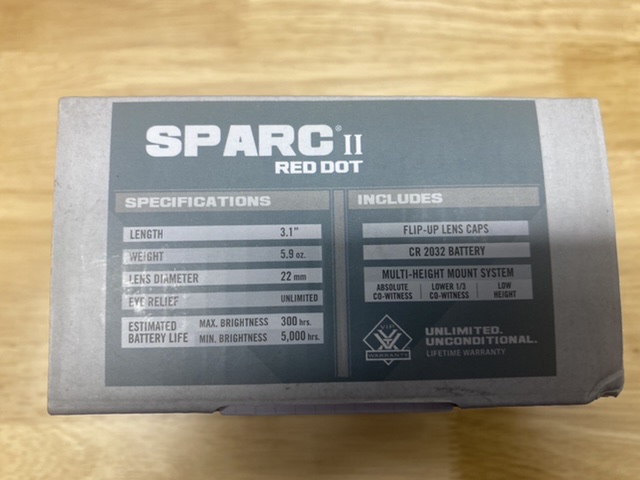 SPARC® II
RED DOT
SPECIFICATIONS
LENGTH 3.1"
WEIGHT 5.9 oz.
LENS DIAMETER 22 mm
EYE RELIEF UNLIMITED
ESTIMATED BATTERY LIFE MAX. BRIGHTNESS 300 hrs.
MIN. BRIGHTNESS 5,000 hrs.
INCLUDES
FLIP-UP LENS CAPS
CR 2032 BATTERY
MULTI-HEIGHT MOUNT SYSTEM
ABSOLUTE CO-WITNESS LOWER 1/3 CO-WITNESS LOW HEIGHT
VIP
WARRANTY
UNLIMITED.
UNCONDITIONAL.
LIFETIME WARRANTY